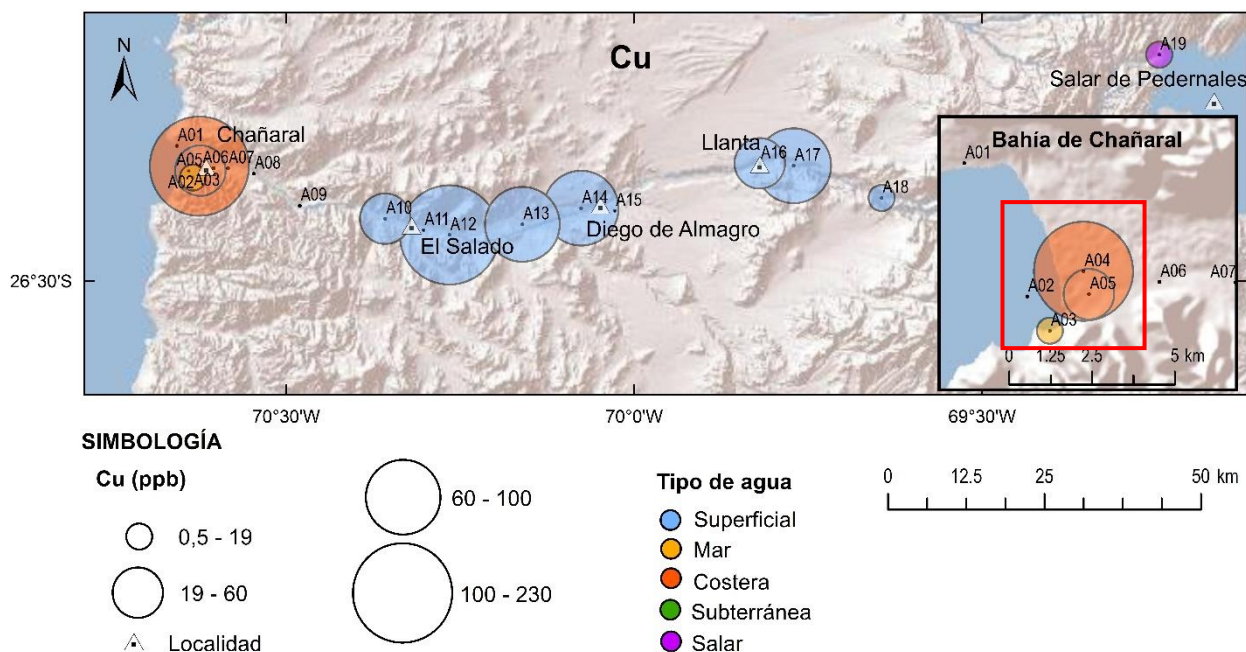 N
Cu
A19
Salar de Pedernales
A01
Chañaral
A05
A06
A07
A08
A02
A03
A09
A10
A11
A12
El Salado
A13
A14
A15
Diego de Almagro
Llanta
A16
A17
A18
Bahía de Chañaral
A01
A04
A02
A05
A06
A07
A03
0 1.25 2.5 5 km
26°30'S
70°30'W 70°0'W 69°30'W
SIMBOLOGÍA
Cu (ppb)
0,5 - 19
19 - 60
60 - 100
100 - 230
Localidad
Tipo de agua
Superficial
Mar
Costera
Subterránea
Salar
0 12.5 25 50 km